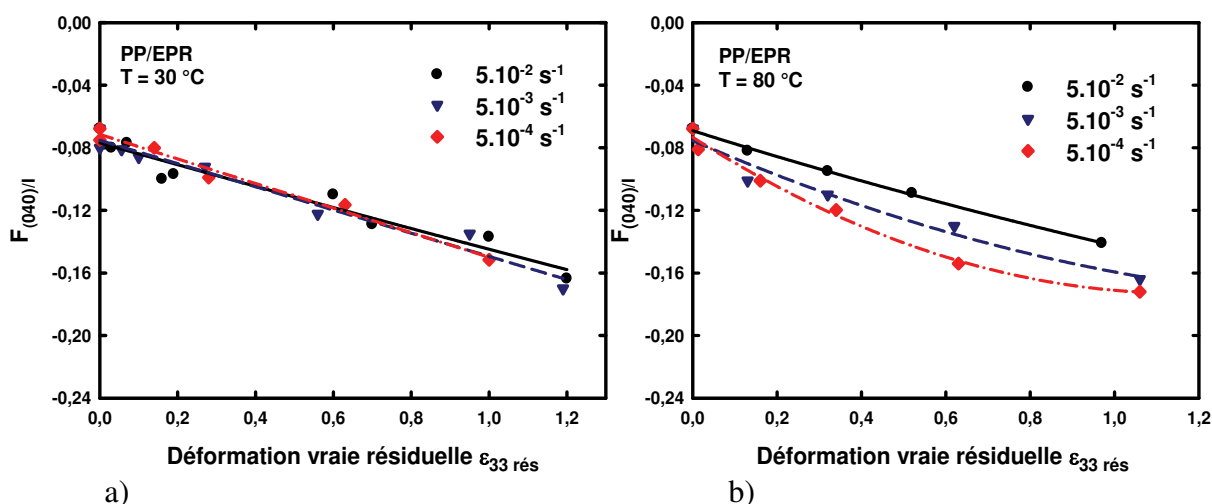 0,00
-0,04
-0,08
-0,12
-0,16
-0,20
-0,24
F(040)/I
PP/EPR
T = 30 °C
5.10-2 s-1
5.10-3 s-1
5.10-4 s-1
0,0 0,2 0,4 0,6 0,8 1,0 1,2
Déformation vraie résiduelle ε33 rés
a)
0,00
-0,04
-0,08
-0,12
-0,16
-0,20
-0,24
F(040)/I
PP/EPR
T = 80 °C
5.10-2 s-1
5.10-3 s-1
5.10-4 s-1
0,0 0,2 0,4 0,6 0,8 1,0 1,2
Déformation vraie résiduelle ε33 rés
b)